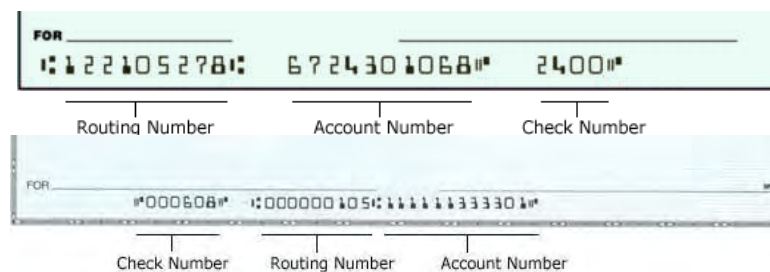 FOR
⑆122105278⑆ 6724301068⑈ 2400⑈
Routing Number Account Number Check Number
FOR
⑈000608⑈ ⑆000000105⑆111111333301⑈
Check Number Routing Number Account Number